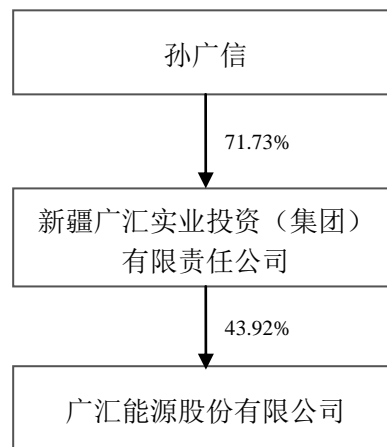 孙广信
71.73%
新疆广汇实业投资（集团）
有限责任公司
43.92%
广汇能源股份有限公司